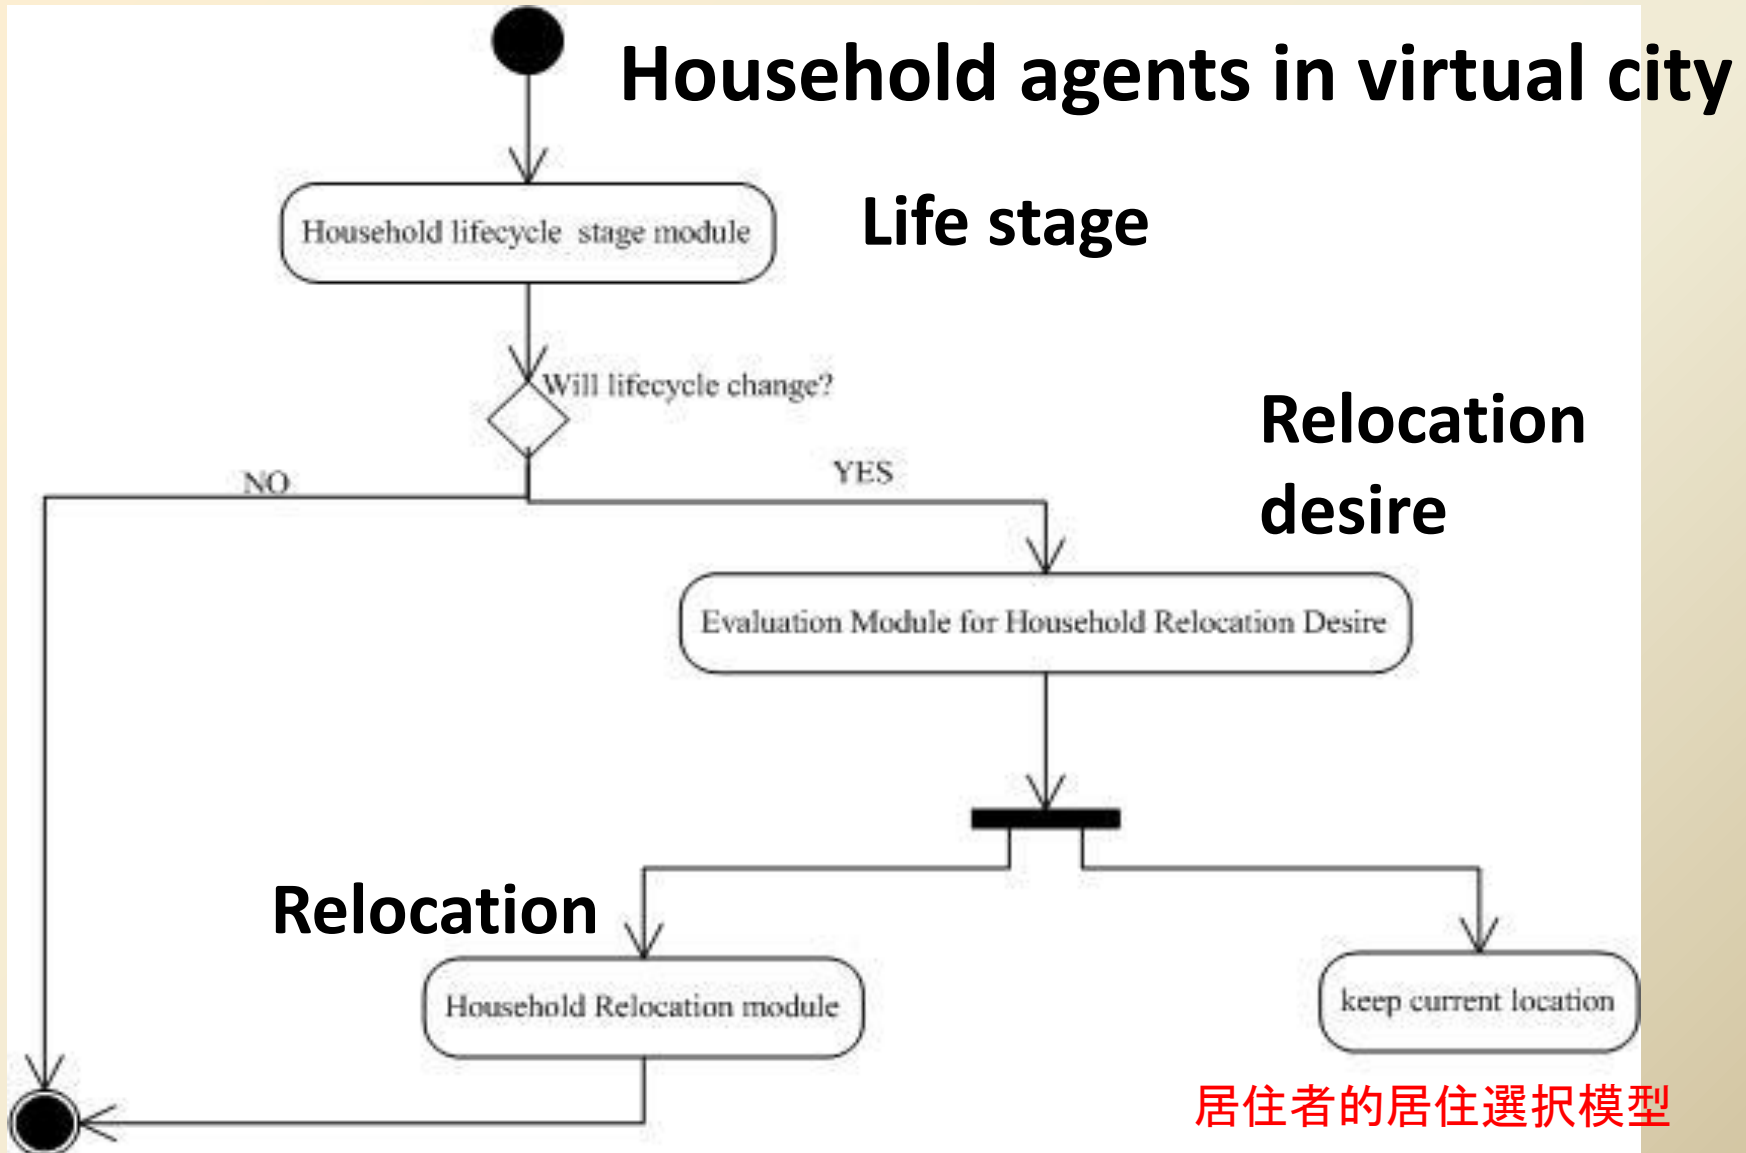 Household agents in virtual city
Household lifecycle stage module
Life stage
Will lifecycle change?
Relocation
desire
NO
YES
Evaluation Module for Household Relocation Desire
Relocation
Household Relocation module
keep current location
居住者的居住選択模型